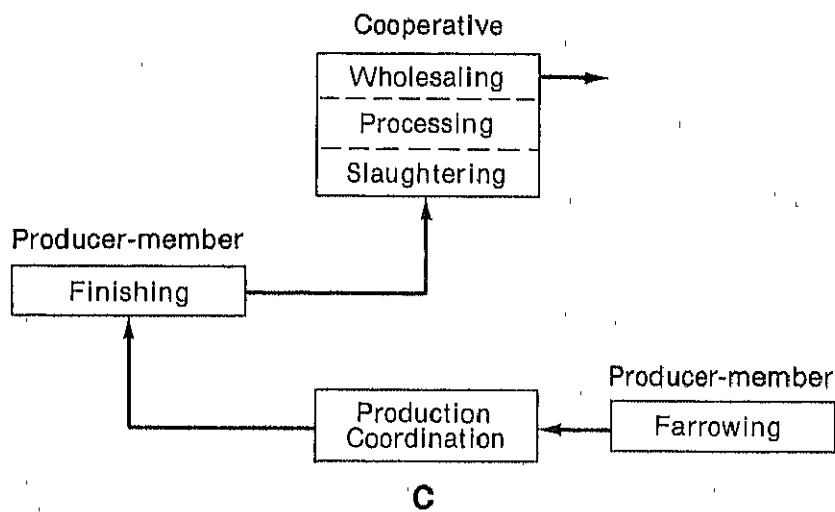 Cooperative
Wholesaling
Processing
Slaughtering
Producer-member
Finishing
Producer-member
Production
Coordination
Farrowing
C